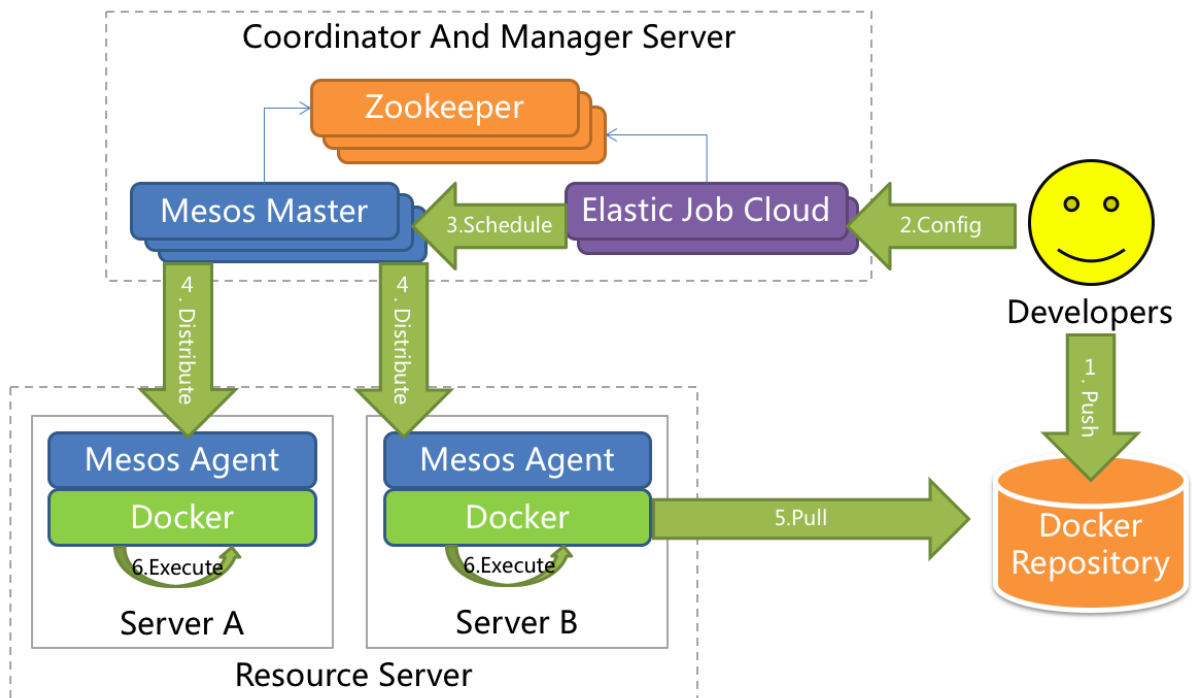 Coordinator And Manager Server
Zookeeper
Mesos Master
3.Schedule
Elastic Job Cloud
2.Config
Developers
4. Distribute
4. Distribute
1. Push
Mesos Agent
Docker
6.Execute
Server A
Mesos Agent
Docker
6.Execute
Server B
5.Pull
Docker
Repository
Resource Server